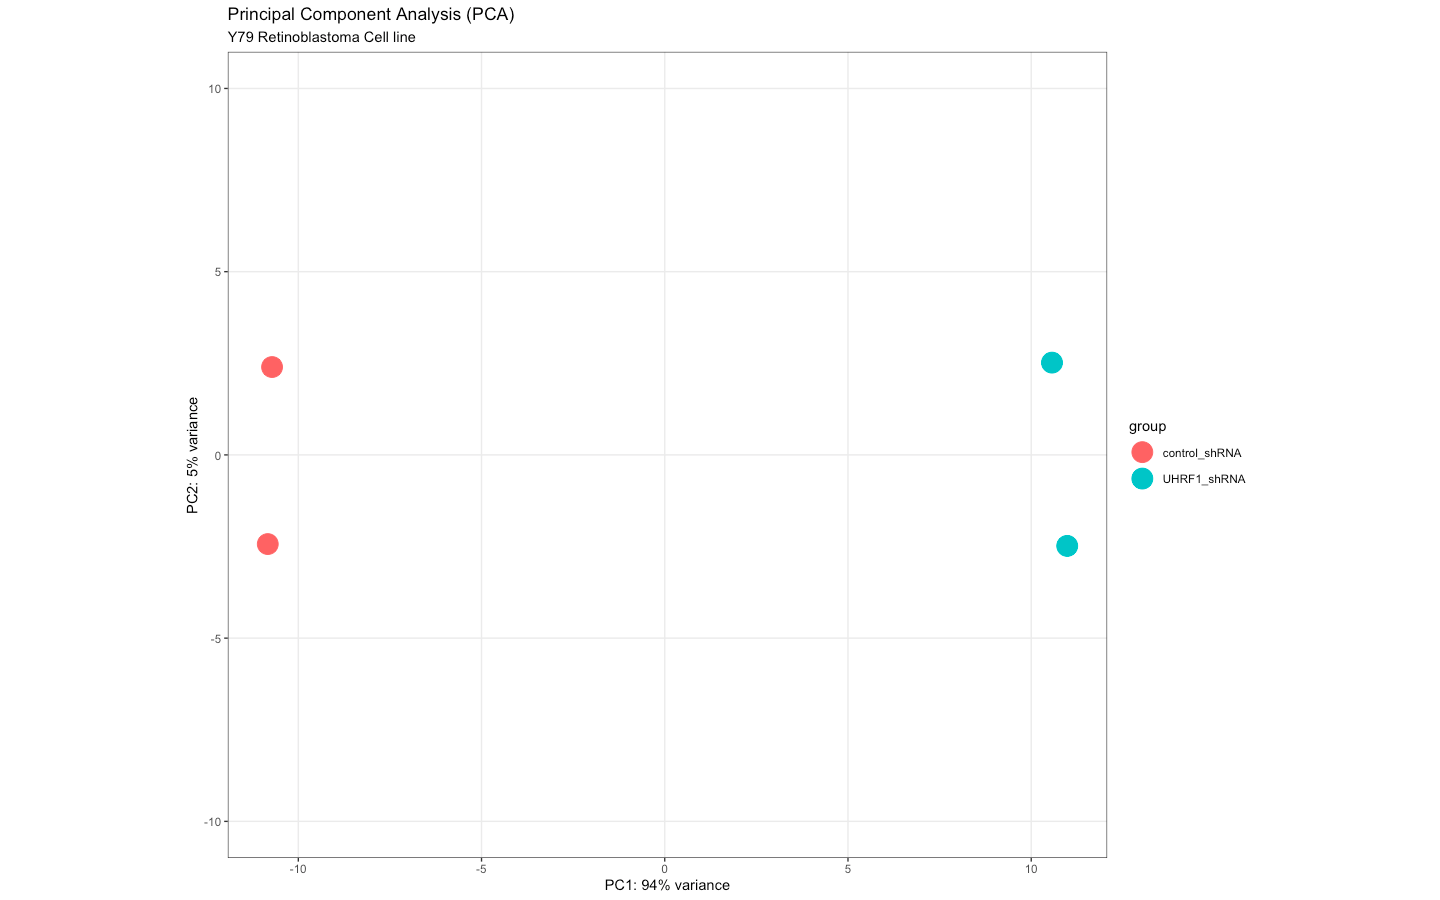 Principal Component Analysis (PCA)
Y79 Retinoblastoma Cell line
10
5
0
-5
-10
PC2: 5% variance
-10
-5
0
5
10
PC1: 94% variance
group
control_shRNA
UHRF1_shRNA